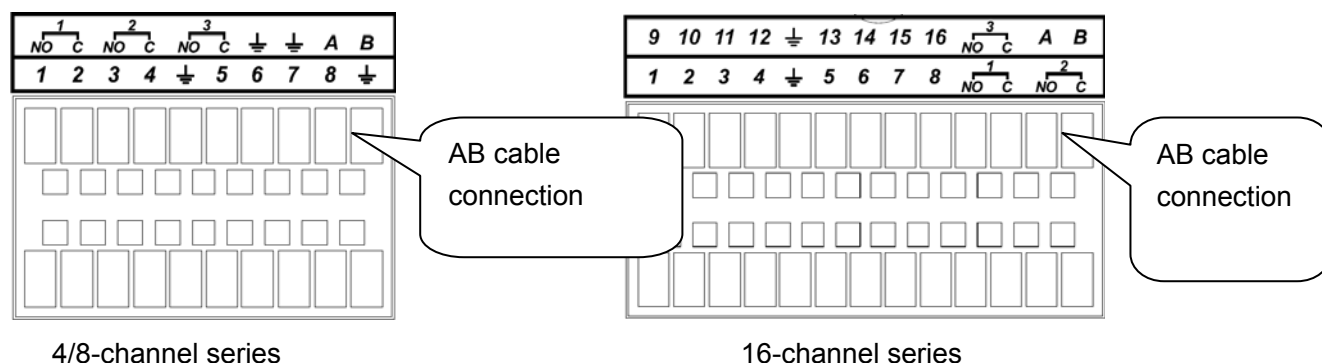 1 2 3
NO C NO C NO C ⏚ ⏚ A B
1 2 3 4 ⏚ 5 6 7 8 ⏚
AB cable
connection
4/8-channel series
3
9 10 11 12 ⏚ 13 14 15 16 NO C A B
1 2
1 2 3 4 ⏚ 5 6 7 8 NO C NO C
AB cable
connection
16-channel series